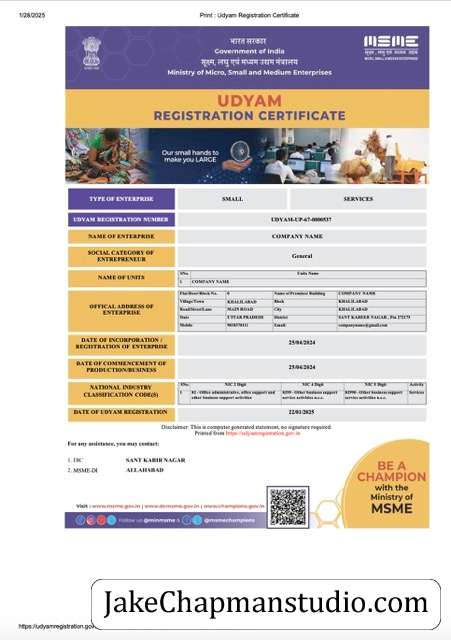 1/28/2025 Print : Udyam Registration Certificate
भारत सरकार
Government of India
सूक्ष्म, लघु एवं मध्यम उद्यम मंत्रालय
Ministry of Micro, Small and Medium Enterprises
MSME
MICRO, SMALL & MEDIUM ENTERPRISES
सूक्ष्म, लघु एवं मध्यम उद्यम
UDYAM
REGISTRATION CERTIFICATE
Our small hands to
make you LARGE
TYPE OF ENTERPRISE SMALL SERVICES
UDYAM REGISTRATION NUMBER UDYAM-UP-67-0000537
NAME OF ENTERPRISE COMPANY NAME
SOCIAL CATEGORY OF
ENTREPRENEUR General
NAME OF UNITS
SNo. Units Name
1 COMPANY NAME
OFFICAL ADDRESS OF
ENTERPRISE
Flat/Door/Block No. 0 Name of Premises/ Building COMPANY NAME
Village/Town KHALILABAD Block KHALILABAD
Road/Street/Lane MAIN ROAD City KHALILABAD
State UTTAR PRADESH District SANT KABEER NAGAR , Pin 272175
Mobile Email: companyname@gmail.com
DATE OF INCORPORATION /
REGISTRATION OF ENTERPRISE 25/04/2024
DATE OF COMMENCEMENT OF
PRODUCTION/BUSINESS 25/04/2024
NATIONAL INDUSTRY
CLASSIFICATION CODE(S)
SNo. NIC 2 Digit NIC 4 Digit NIC 5 Digit Activity
1 82 - Office administrative, office support and other business support activities 8299 - Other business support service activities n.e.c. 82990 - Other business support service activities n.e.c. Services
DATE OF UDYAM REGISTRATION 22/01/2025
Disclaimer: This is computer generated statement, no signature required.
Printed from https://udyamregistration.gov.in
For any assistance, you may contact:
1. DIC SANT KABIR NAGAR
2. MSME-DI ALLAHABAD
BE A
CHAMPION
with the
Ministry of
MSME
Visit : www.msme.gov.in | www.dcmsme.gov.in | www.champions.gov.in
Follow us @minmsme & @msmechampions
JakeChapmanstudio.com
https://udyamregistration.gov